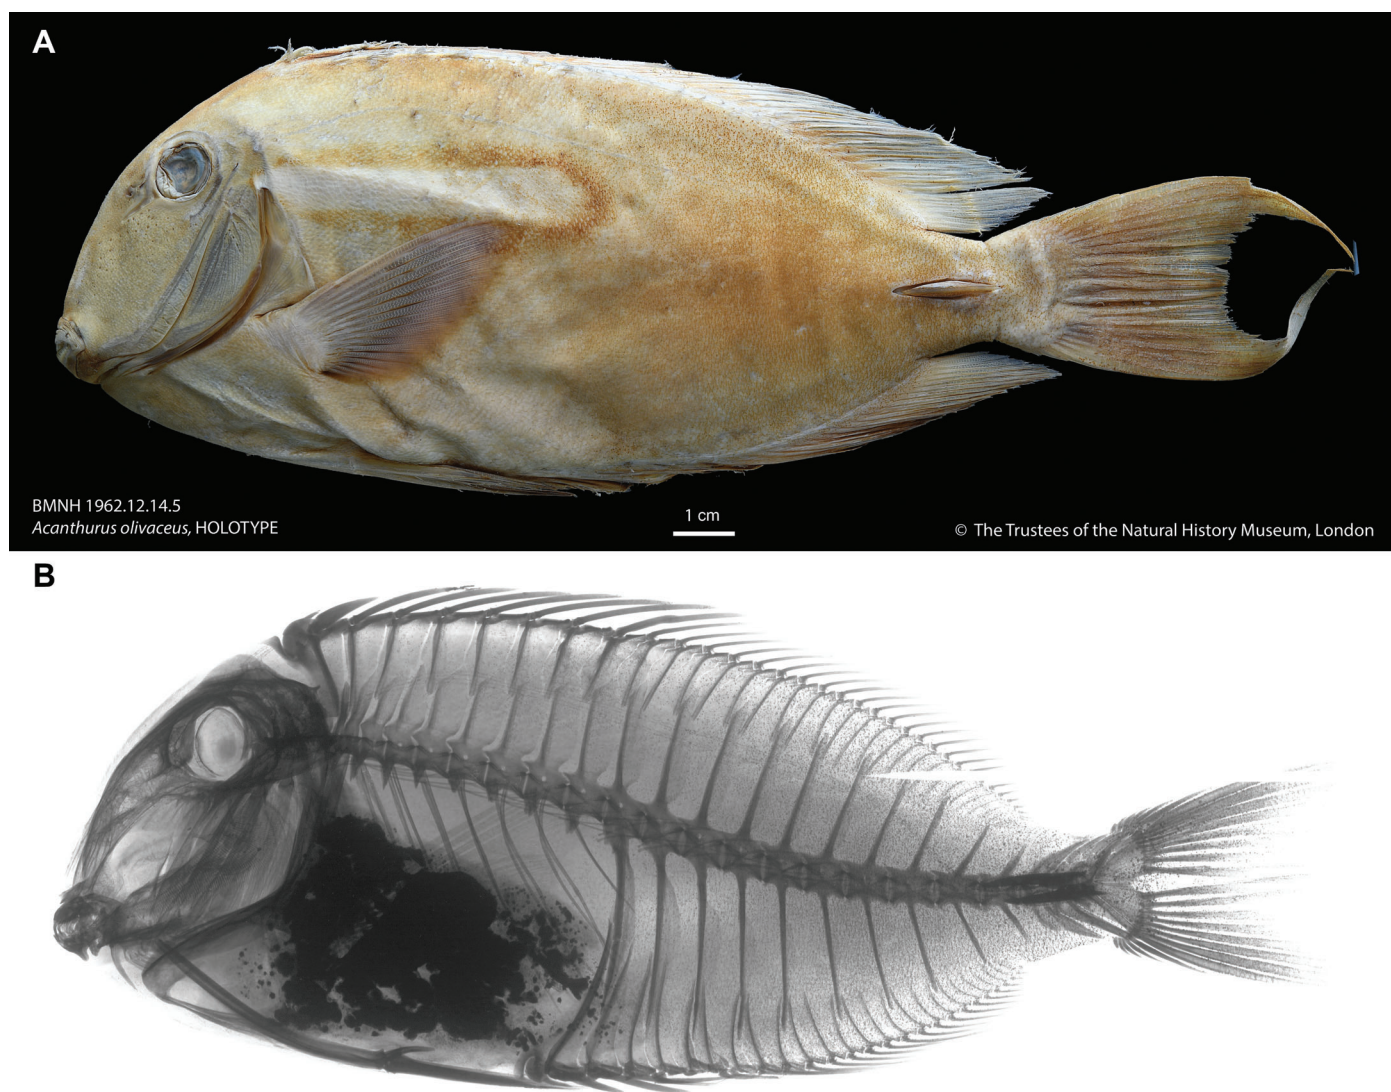 A
BMNH 1962.12.14.5
Acanthurus olivaceus, HOLOTYPE
1 cm
© The Trustees of the Natural History Museum, London
B